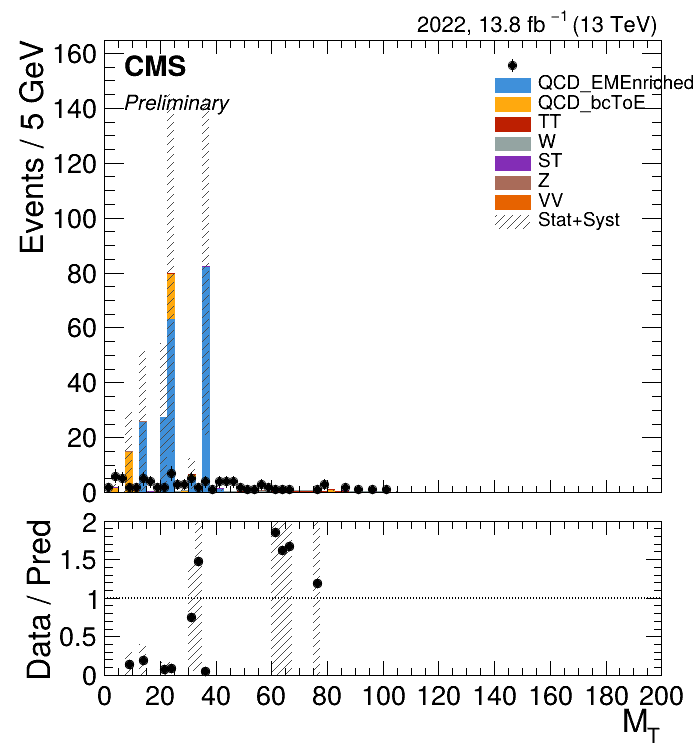 2022, 13.8 fb⁻¹ (13 TeV)
Events / 5 GeV
160
140
120
100
80
60
40
20
0
CMS
Preliminary
QCD_EMEnriched
QCD_bcToE
TT
W
ST
Z
VV
Stat+Syst
Data / Pred
2
1.5
1
0.5
0
0 20 40 60 80 100 120 140 160 180 200
M_T